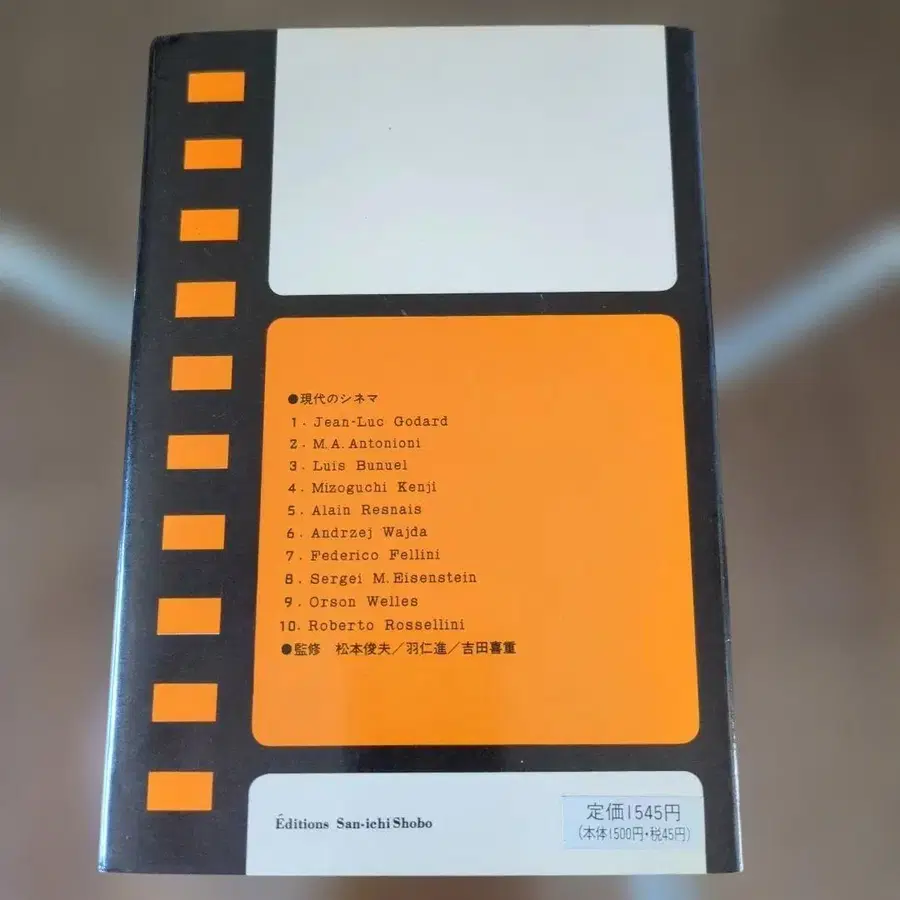 ●現代のシネマ
1. Jean-Luc Godard
2. M.A.Antonioni
3. Luis Bunuel
4. Mizoguchi Kenji
5. Alain Resnais
6. Andrzej Wajda
7. Federico Fellini
8. Sergei M.Eisenstein
9. Orson Welles
10. Roberto Rossellini
●監修 松本俊夫/羽仁進/吉田喜重
Éditions San-ichi Shobo
定価1545円
(本体1500円・税45円)